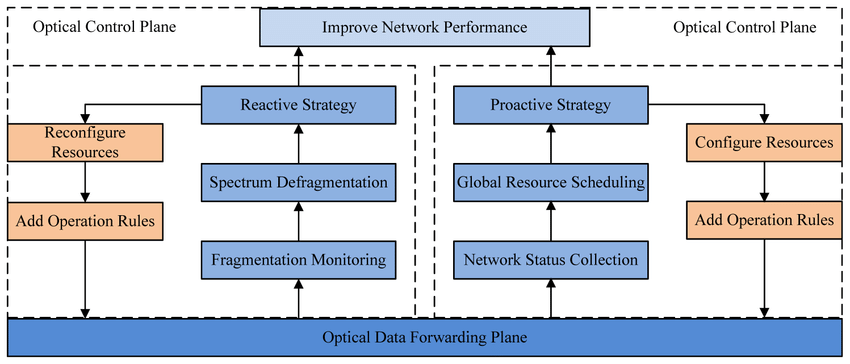 Optical Control Plane
Improve Network Performance
Optical Control Plane
Reactive Strategy
Proactive Strategy
Reconfigure
Resources
Configure Resources
Spectrum Defragmentation
Global Resource Scheduling
Add Operation Rules
Add Operation Rules
Fragmentation Monitoring
Network Status Collection
Optical Data Forwarding Plane